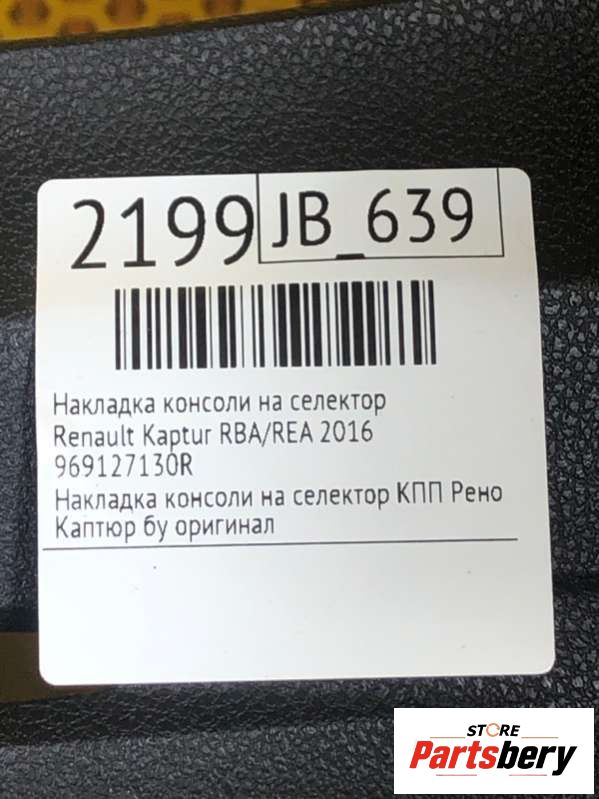 2199 JB_639
Накладка консоли на селектор
Renault Kaptur RBA/REA 2016
969127130R
Накладка консоли на селектор КПП Рено
Каптюр бу оригинал
STORE
Partsbery